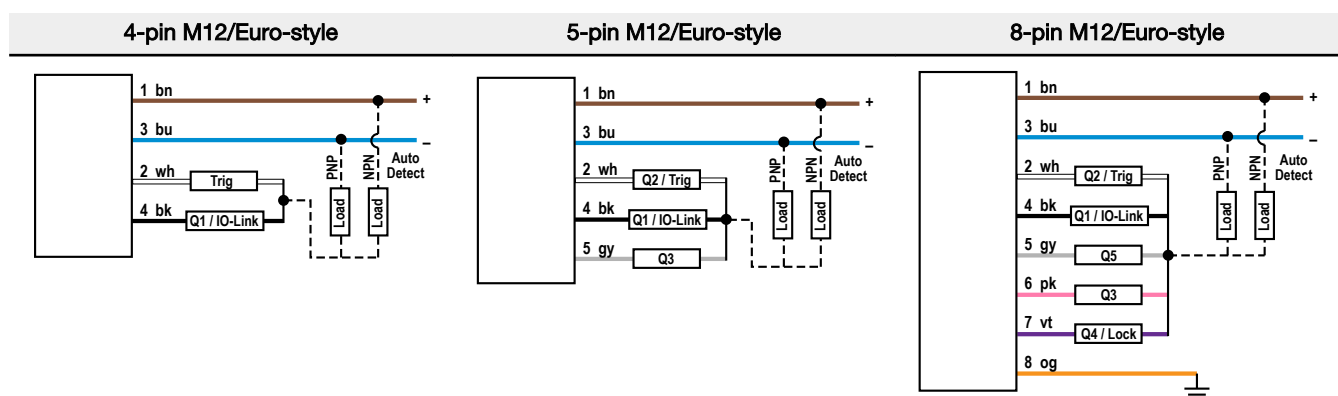 4-pin M12/Euro-style
1 bn
+
3 bu
–
2 wh
Trig
4 bk
Q1 / IO-Link
PNP
NPN
Load
Load
Auto
Detect
5-pin M12/Euro-style
1 bn
+
3 bu
–
2 wh
Q2 / Trig
4 bk
Q1 / IO-Link
5 gy
Q3
PNP
NPN
Load
Load
Auto
Detect
8-pin M12/Euro-style
1 bn
+
3 bu
–
2 wh
Q2 / Trig
4 bk
Q1 / IO-Link
5 gy
Q5
6 pk
Q3
7 vt
Q4 / Lock
8 og
PNP
NPN
Load
Load
Auto
Detect